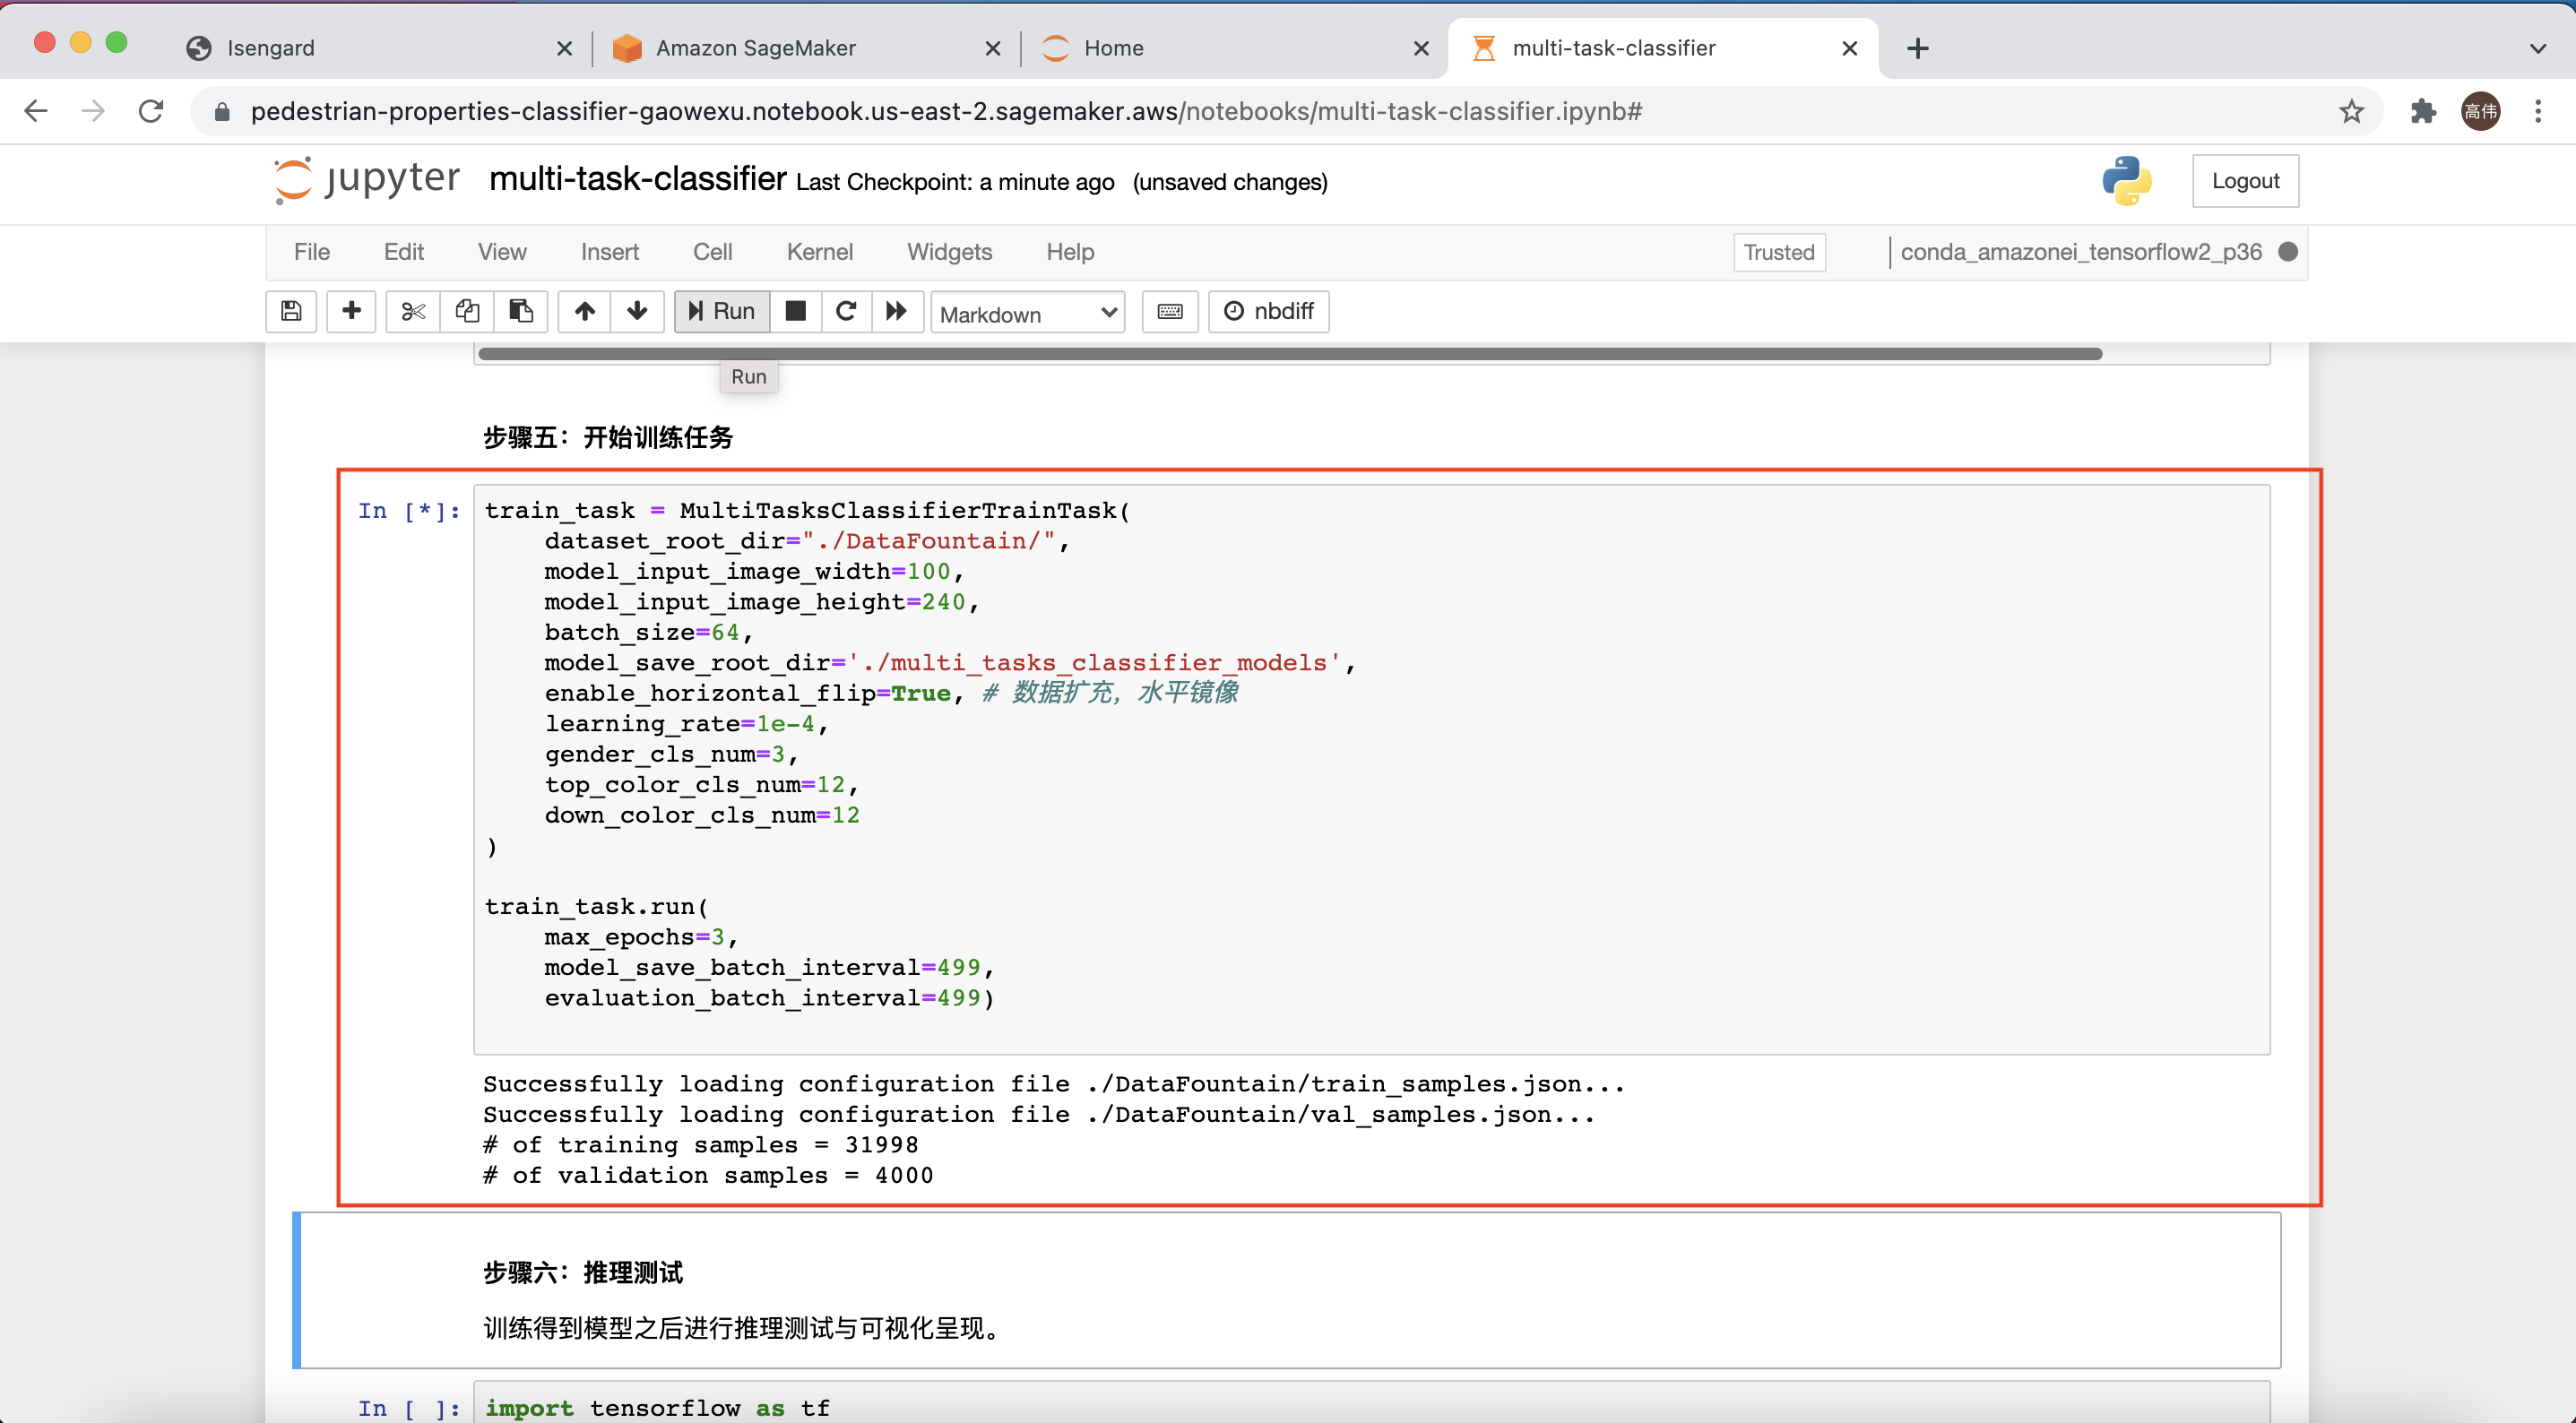 Isengard
Amazon SageMaker
Home
multi-task-classifier
pedestrian-properties-classifier-gaowexu.notebook.us-east-2.sagemaker.aws/notebooks/multi-task-classifier.ipynb#
高伟
jupyter multi-task-classifier Last Checkpoint: a minute ago (unsaved changes)
Logout
File Edit View Insert Cell Kernel Widgets Help
Trusted
conda_amazonei_tensorflow2_p36
Run
Markdown
nbdiff
Run
步骤五：开始训练任务
In [*]:
train_task = MultiTasksClassifierTrainTask(
    dataset_root_dir="./DataFountain/",
    model_input_image_width=100,
    model_input_image_height=240,
    batch_size=64,
    model_save_root_dir='./multi_tasks_classifier_models',
    enable_horizontal_flip=True, # 数据扩充，水平镜像
    learning_rate=1e-4,
    gender_cls_num=3,
    top_color_cls_num=12,
    down_color_cls_num=12
)
train_task.run(
    max_epochs=3,
    model_save_batch_interval=499,
    evaluation_batch_interval=499)
Successfully loading configuration file ./DataFountain/train_samples.json...
Successfully loading configuration file ./DataFountain/val_samples.json...
# of training samples = 31998
# of validation samples = 4000
步骤六：推理测试
训练得到模型之后进行推理测试与可视化呈现。
In [ ]:
import tensorflow as tf